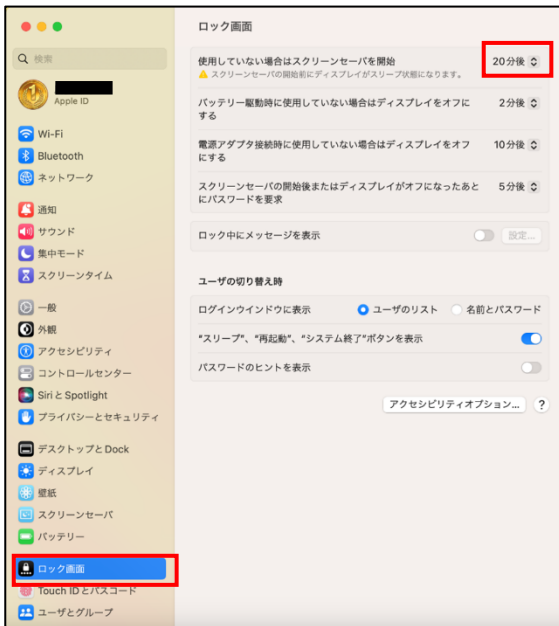 ロック画面
検索
Apple ID
Wi-Fi
Bluetooth
ネットワーク
通知
サウンド
集中モード
スクリーンタイム
一般
外観
アクセシビリティ
コントロールセンター
Siri と Spotlight
プライバシーとセキュリティ
デスクトップと Dock
ディスプレイ
壁紙
スクリーンセーバ
バッテリー
ロック画面
Touch ID とパスコード
ユーザとグループ
使用していない場合はスクリーンセーバを開始 20分後
スクリーンセーバの開始前にディスプレイがスリープ状態になります。
バッテリー駆動時に使用していない場合はディスプレイをオフに 2分後
する
電源アダプタ接続時に使用していない場合はディスプレイをオフ 10分後
にする
スクリーンセーバの開始後またはディスプレイがオフになったあと 5分後
にパスワードを要求
ロック中にメッセージを表示 設定...
ユーザの切り替え時
ログインウインドウに表示 ユーザのリスト 名前とパスワード
“スリープ”、“再起動”、“システム終了”ボタンを表示
パスワードのヒントを表示
アクセシビリティオプション... ?